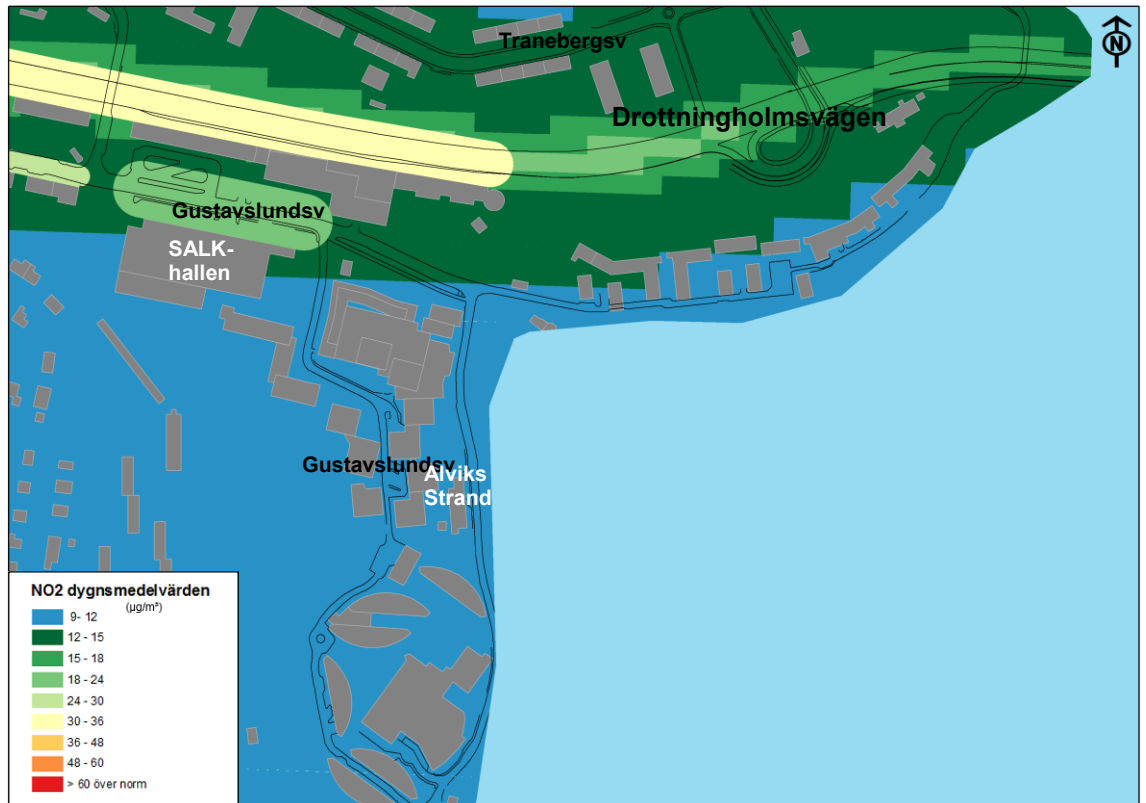 Tranebergsv
N
Drottningholmsvägen
Gustavslundsv
SALK-
hallen
Gustavslundsv
Alviks
Strand
NO2 dygnsmedelvärden
(µg/m³)
9- 12
12 - 15
15 - 18
18 - 24
24 - 30
30 - 36
36 - 48
48 - 60
> 60 över norm